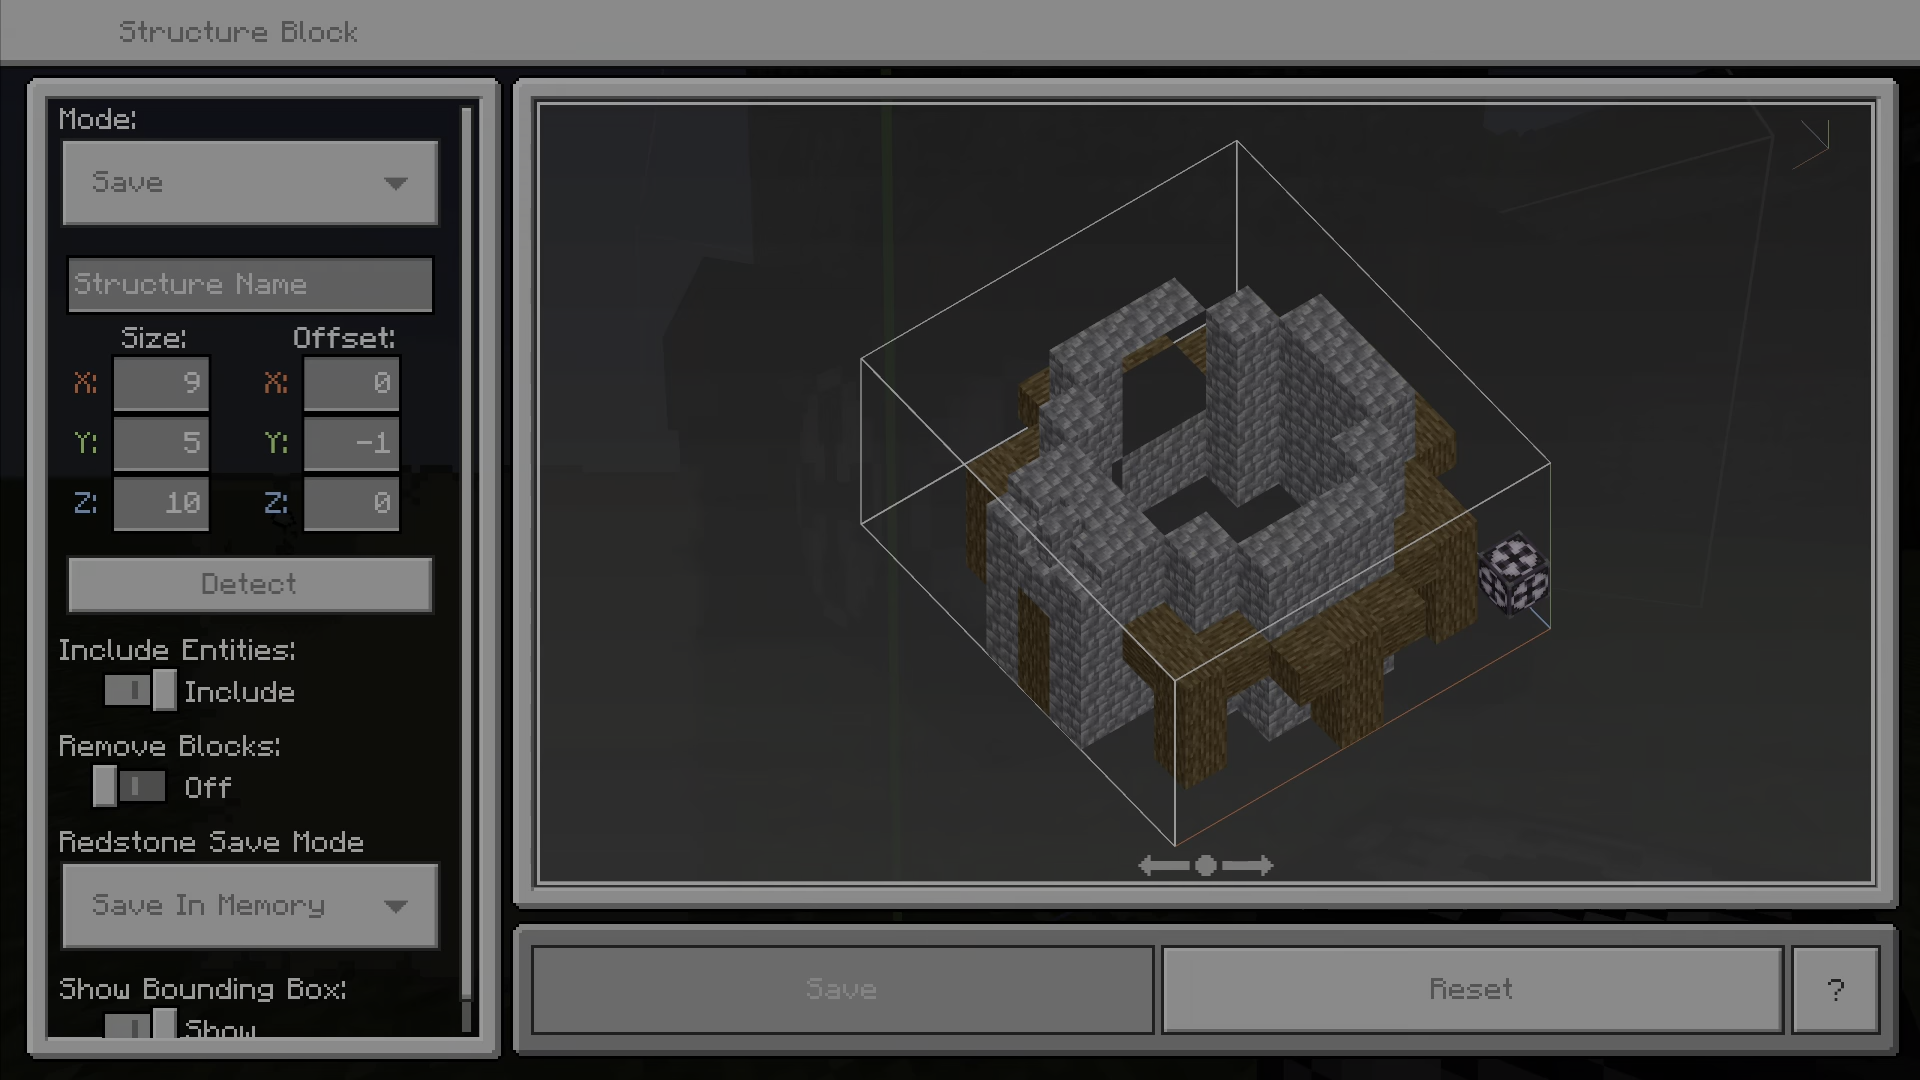 Structure Block
Mode:
Save
Structure Name
Size: Offset:
X: 9 X: 0
Y: 5 Y: -1
Z: 10 Z: 0
Detect
Include Entities:
Include
Remove Blocks:
Off
Redstone Save Mode
Save In Memory
Show Bounding Box:
Show
Save Reset ?